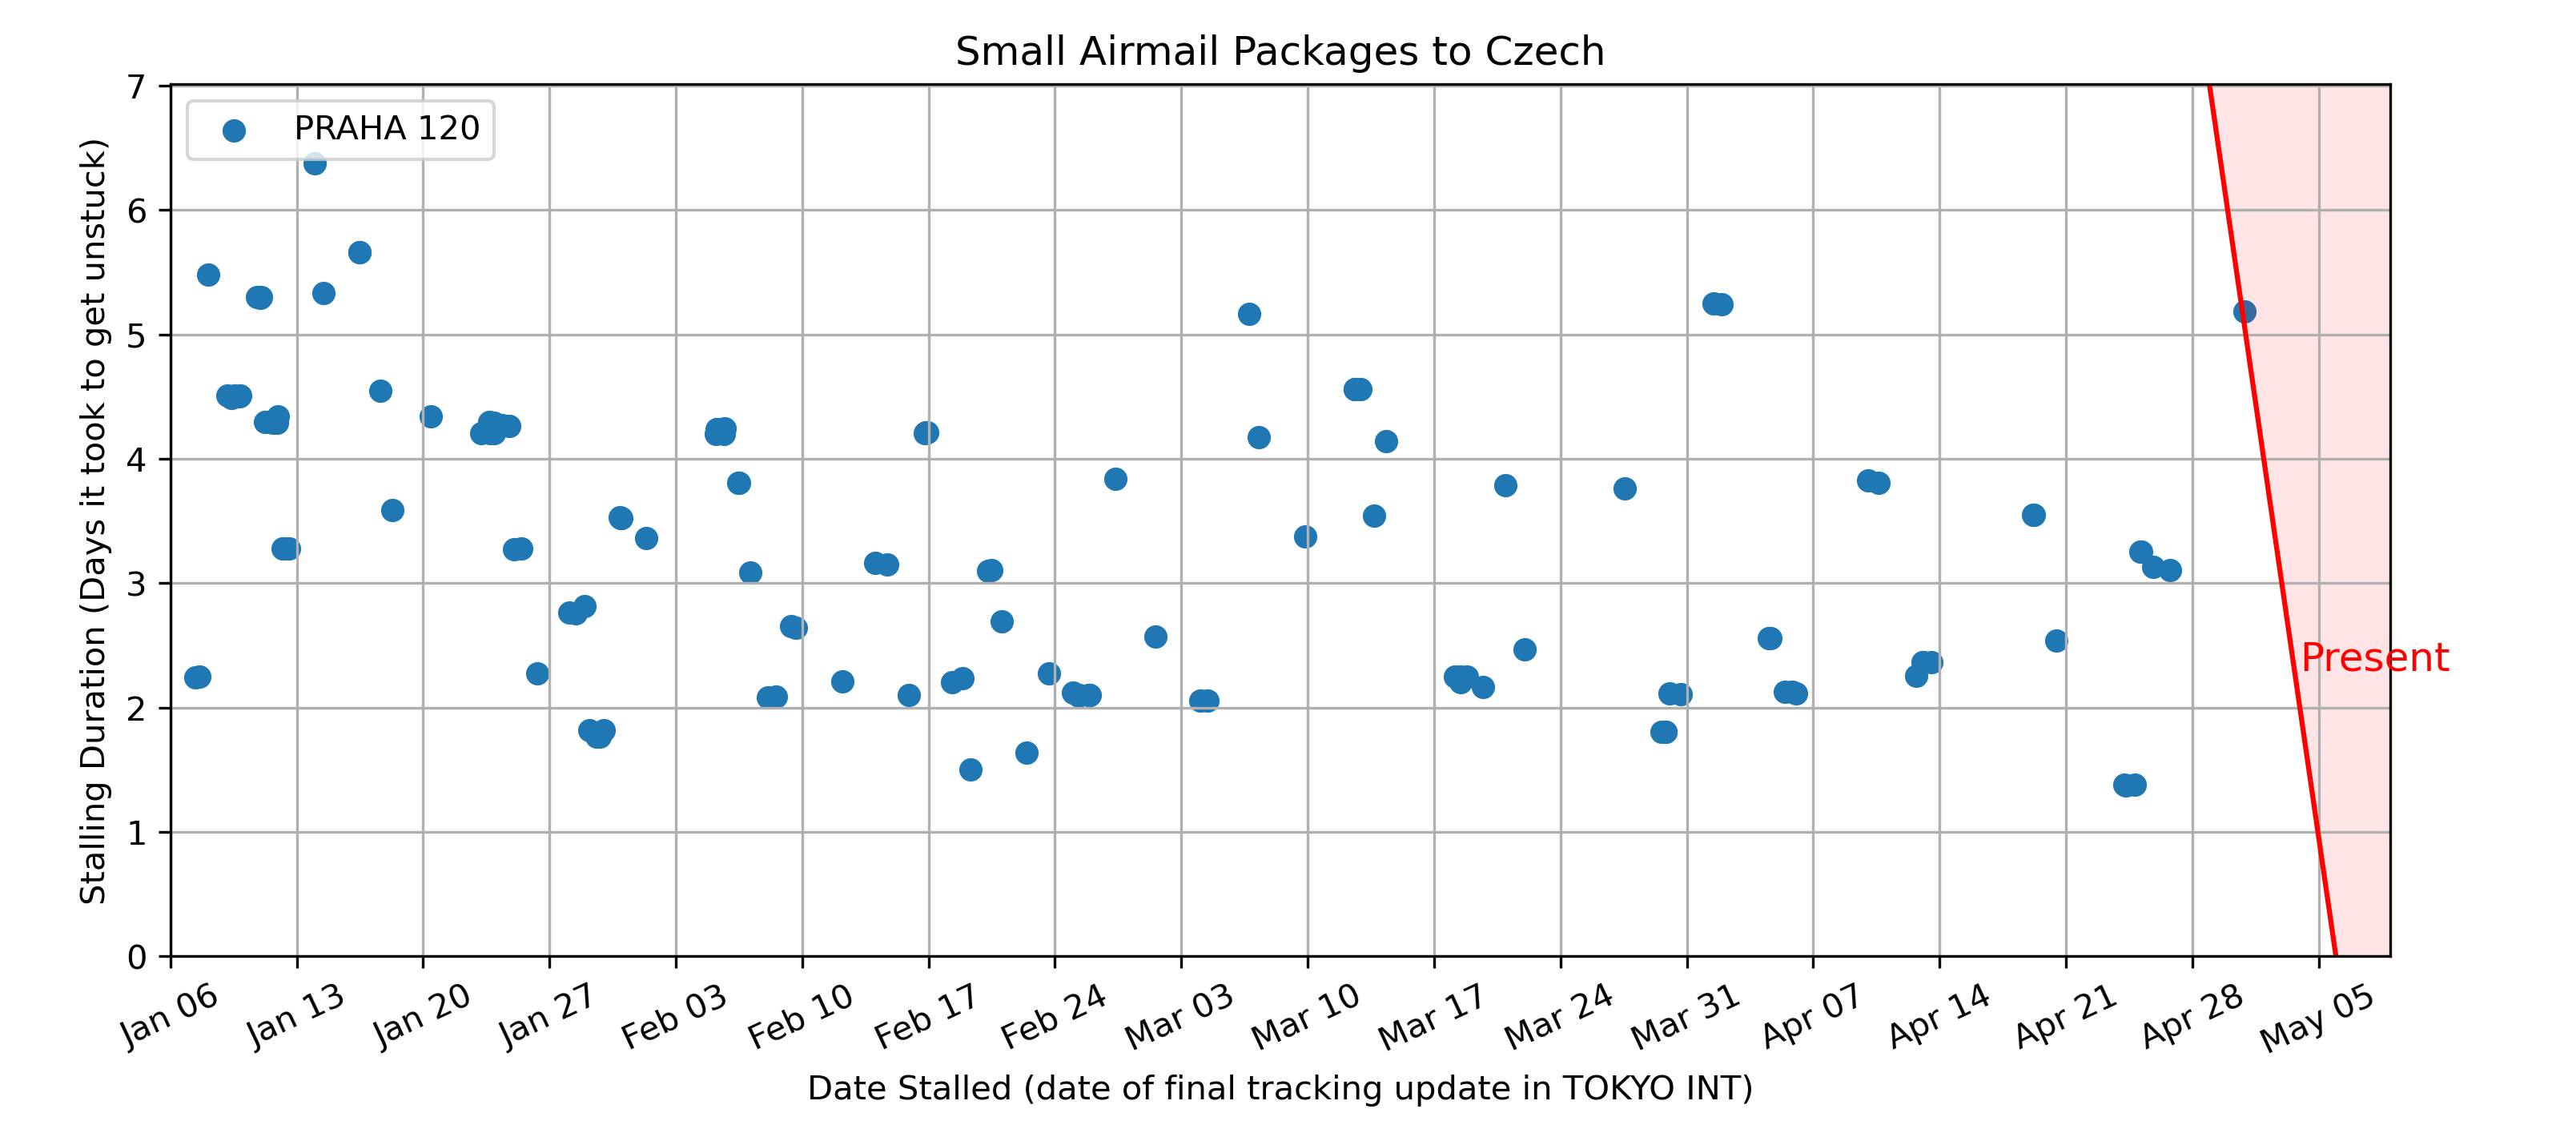 Small Airmail Packages to Czech
PRAHA 120
Stalling Duration (Days it took to get unstuck)
7
6
5
4
3
2
1
0
Present
Jan 06
Jan 13
Jan 20
Jan 27
Feb 03
Feb 10
Feb 17
Feb 24
Mar 03
Mar 10
Mar 17
Mar 24
Mar 31
Apr 07
Apr 14
Apr 21
Apr 28
May 05
Date Stalled (date of final tracking update in TOKYO INT)